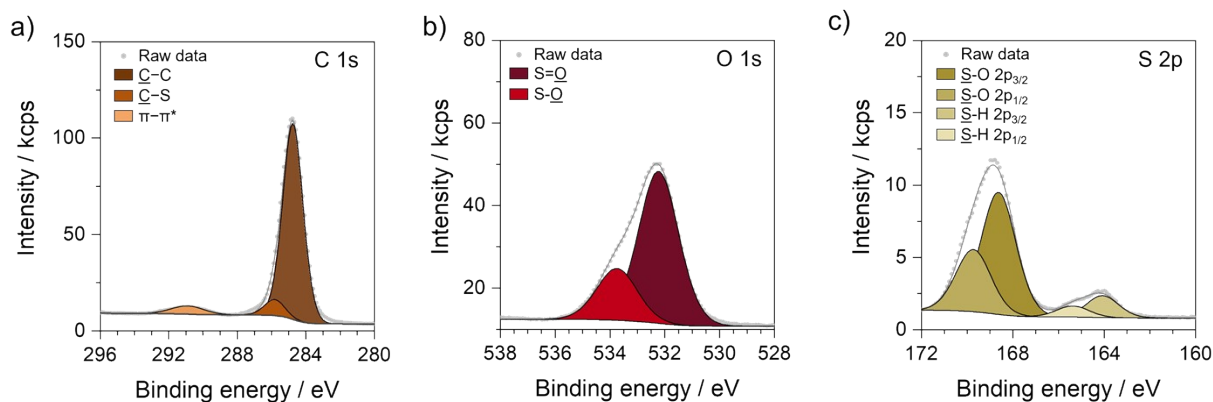 a)
150
100
50
0
Intensity / kcps
Raw data
C−C
C−S
π−π*
C 1s
296 292 288 284 280
Binding energy / eV
b)
80
60
40
20
Intensity / kcps
Raw data
S=O
S-O
O 1s
538 536 534 532 530 528
Binding energy / eV
c)
20
15
10
5
0
Intensity / kcps
Raw data
S-O 2p3/2
S-O 2p1/2
S-H 2p3/2
S-H 2p1/2
S 2p
172 168 164 160
Binding energy / eV